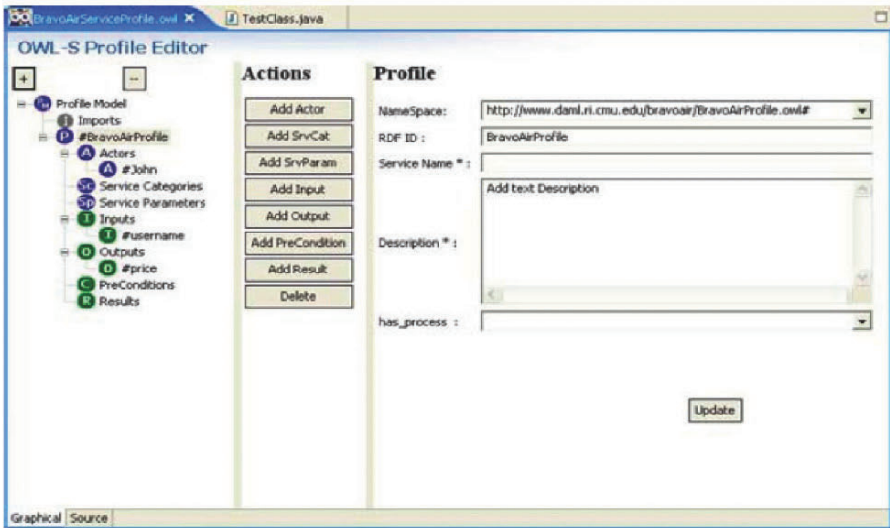 BravoAirServiceProfile.owl
TestClass.java
OWL-S Profile Editor
+
--
Profile Model
I Imports
P #BravoAirProfile
A Actors
A #John
Sc Service Categories
Sp Service Parameters
I Inputs
I #username
O Outputs
O #price
C PreConditions
R Results
Actions
Add Actor
Add SrvCat
Add SrvParam
Add Input
Add Output
Add PreCondition
Add Result
Delete
Profile
NameSpace: http://www.daml.ri.cmu.edu/bravoair/BravoAirProfile.owl#
RDF ID : BravoAirProfile
Service Name * :
Description * : Add text Description
has_process :
Update
Graphical Source